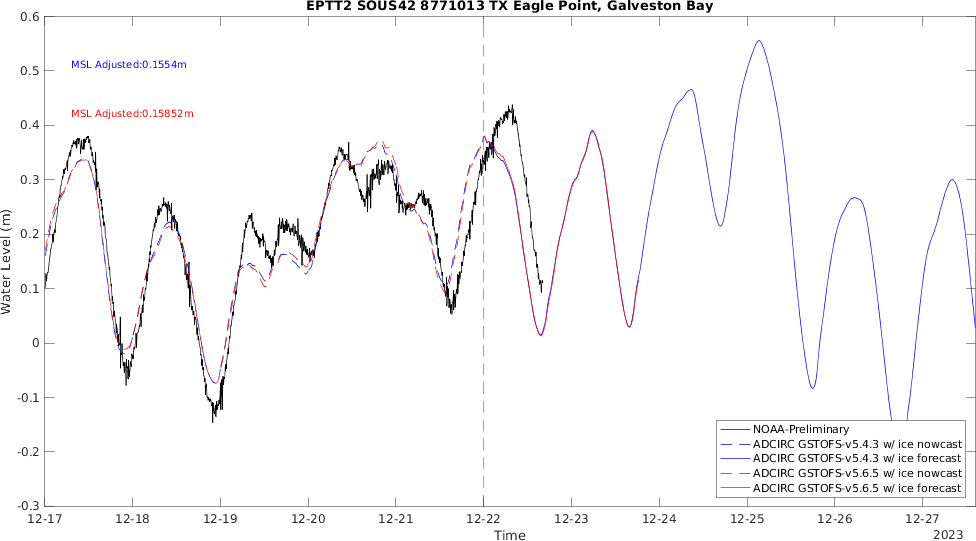 EPTT2 SOUS42 8771013 TX Eagle Point, Galveston Bay
0.6
0.5
0.4
0.3
0.2
0.1
0
-0.1
-0.2
-0.3
Water Level (m)
MSL Adjusted:0.1554m
MSL Adjusted:0.15852m
NOAA-Preliminary
ADCIRC GSTOFS-v5.4.3 w/ ice nowcast
ADCIRC GSTOFS-v5.4.3 w/ ice forecast
ADCIRC GSTOFS-v5.6.5 w/ ice nowcast
ADCIRC GSTOFS-v5.6.5 w/ ice forecast
12-17 12-18 12-19 12-20 12-21 12-22 12-23 12-24 12-25 12-26 12-27
Time
2023